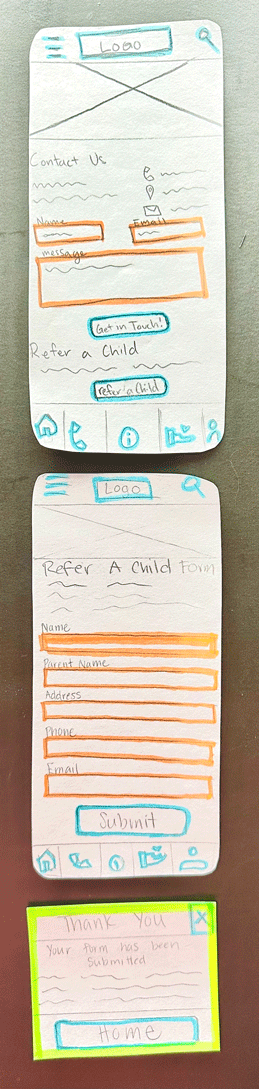 LOGO
Contact Us
Name Email
message
Get in Touch!
Refer a Child
refer a Child
LOGO
Refer A Child Form
Name
Parent Name
Address
Phone
Email
Submit
Thank You X
Your form has been
Submitted
Home